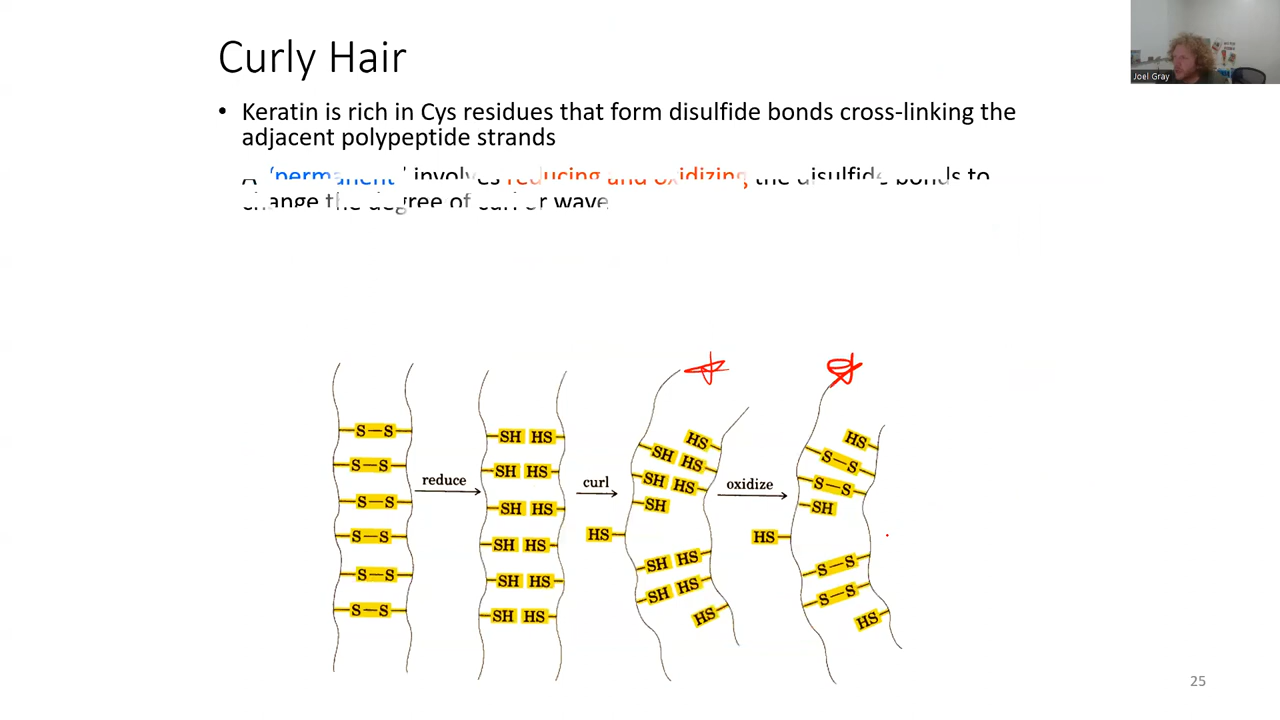 Curly Hair
Joel Gray
• Keratin is rich in Cys residues that form disulfide bonds cross-linking the
adjacent polypeptide strands
A ‘permanent’ involves reducing and oxidizing the disulfide bonds to
change the degree of curl or wave
S—S
S—S
S—S
S—S
S—S
S—S
reduce
SH HS
SH HS
SH HS
SH HS
SH HS
SH HS
curl
HS
SH HS
SH HS
SH
HS
SH HS
SH HS
HS
oxidize
HS
S—S
S—S
SH
HS
S—S
S—S
HS
25